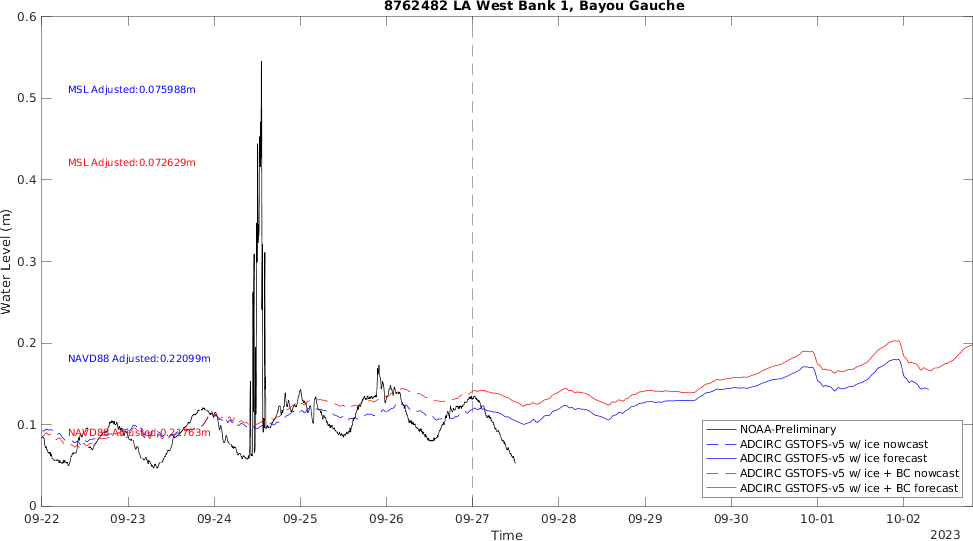 8762482 LA West Bank 1, Bayou Gauche
Water Level (m)
0.6
0.5
0.4
0.3
0.2
0.1
0
MSL Adjusted:0.075988m
MSL Adjusted:0.072629m
NAVD88 Adjusted:0.22099m
NAVD88 Adjusted:0.21763m
NOAA-Preliminary
ADCIRC GSTOFS-v5 w/ ice nowcast
ADCIRC GSTOFS-v5 w/ ice forecast
ADCIRC GSTOFS-v5 w/ ice + BC nowcast
ADCIRC GSTOFS-v5 w/ ice + BC forecast
09-22 09-23 09-24 09-25 09-26 09-27 09-28 09-29 09-30 10-01 10-02
Time
2023